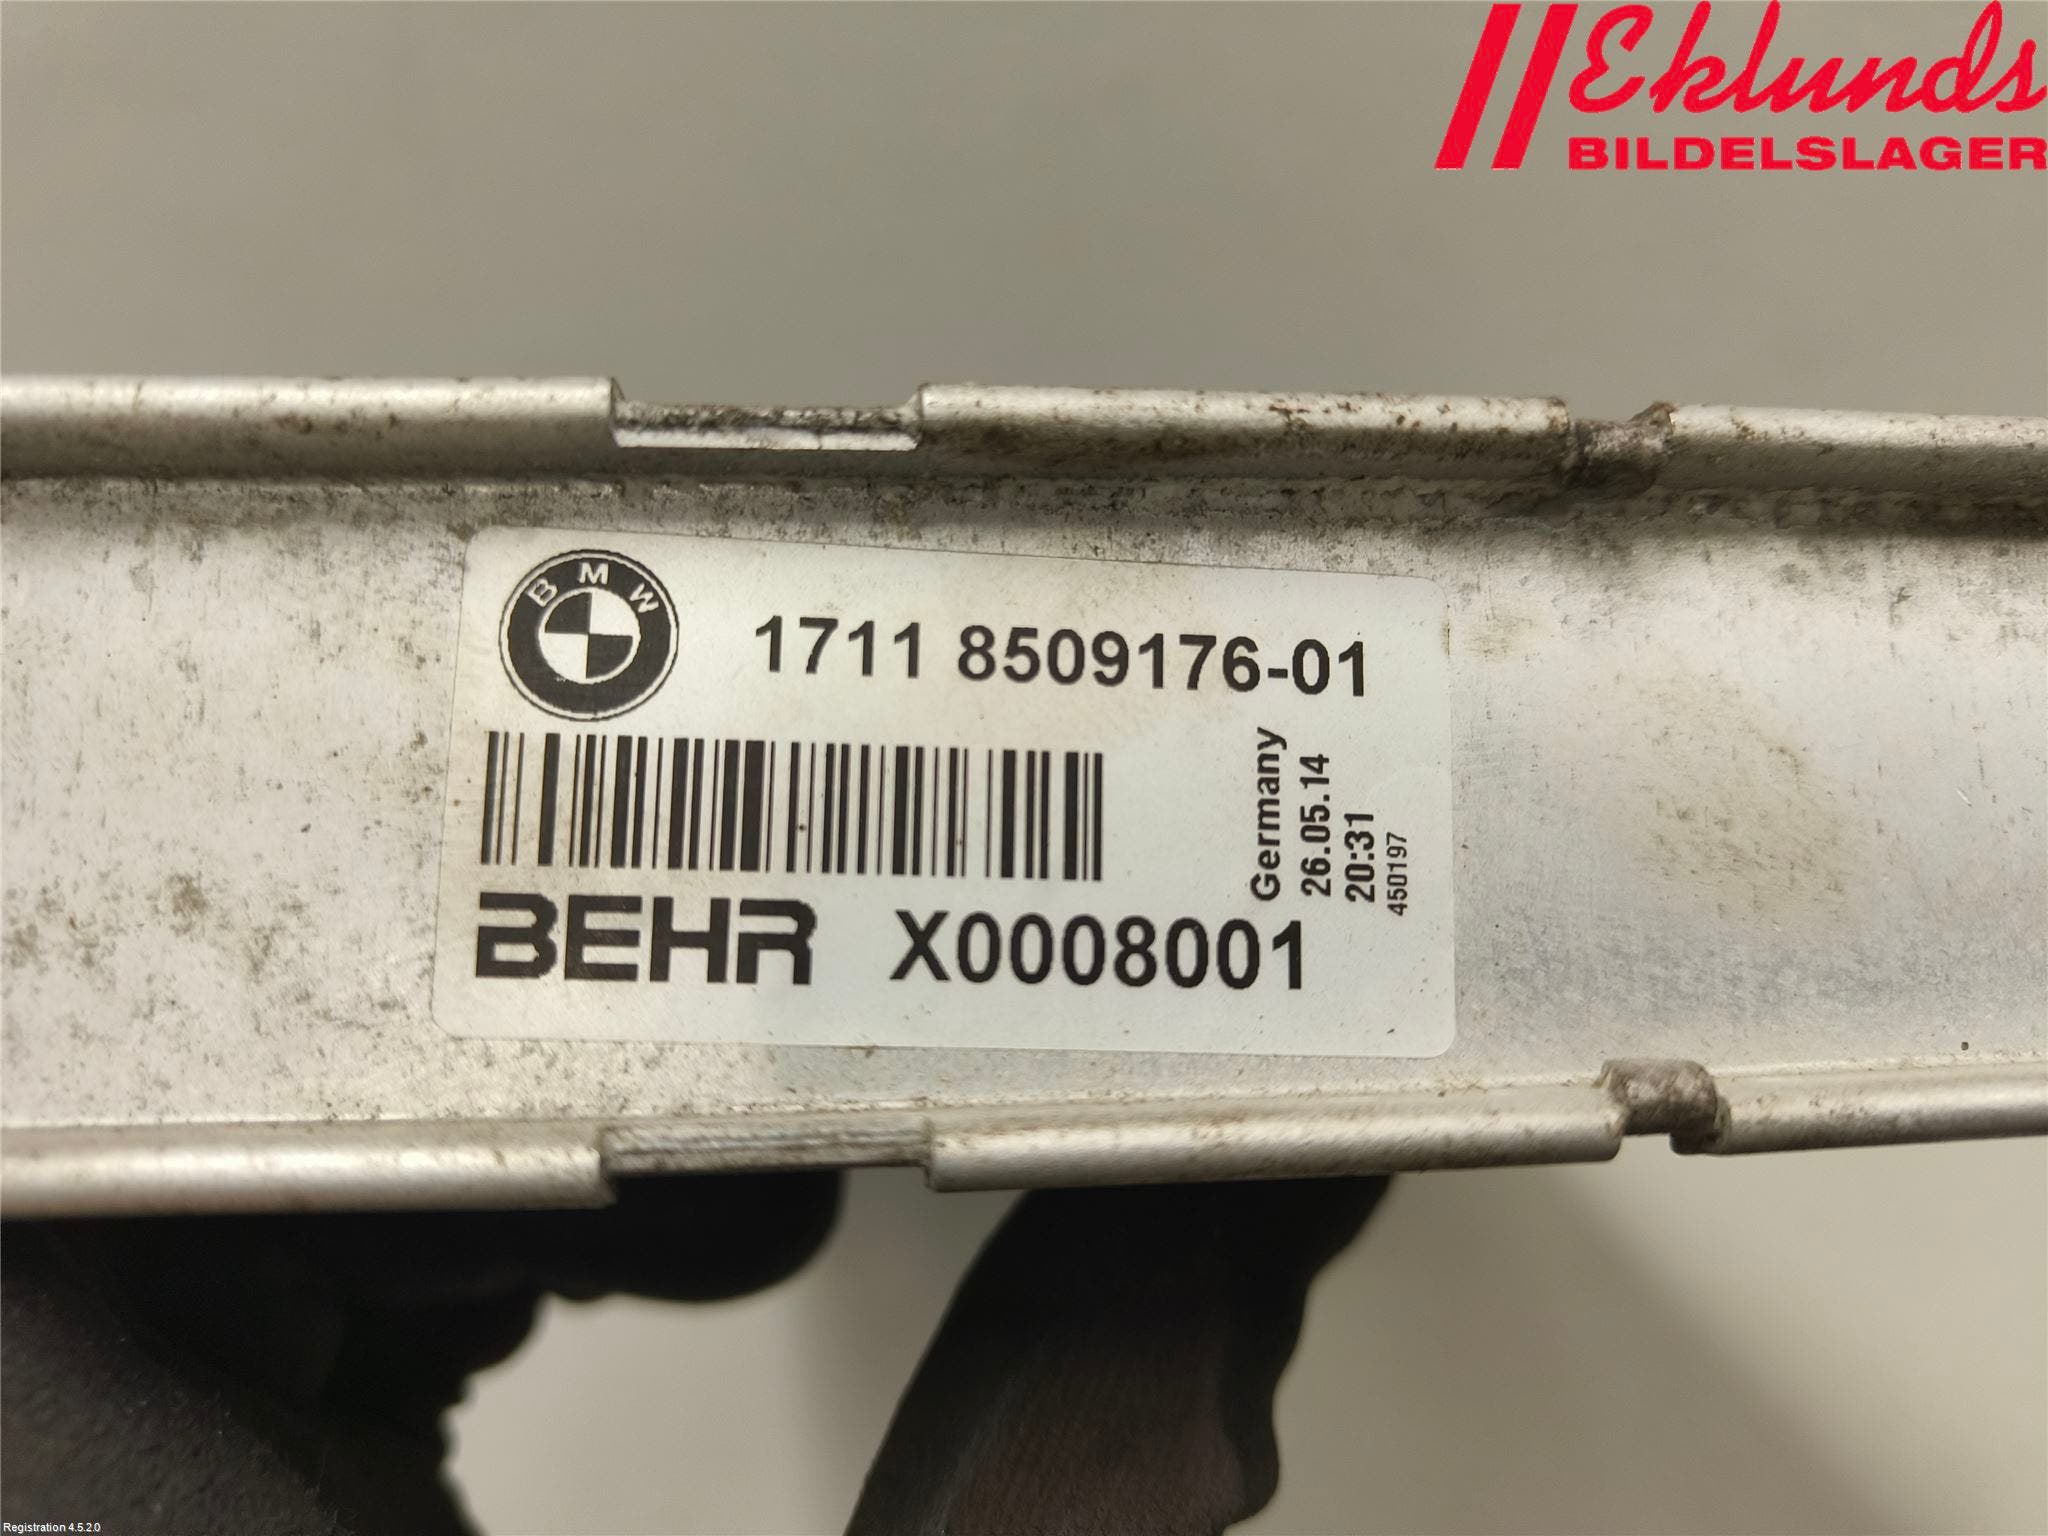 Eklunds
BILDELSLAGER
BMW
1711 8509176-01
Germany
26.05.14
20:31
450197
BEHR X0008001
Registration 4.5.2.0